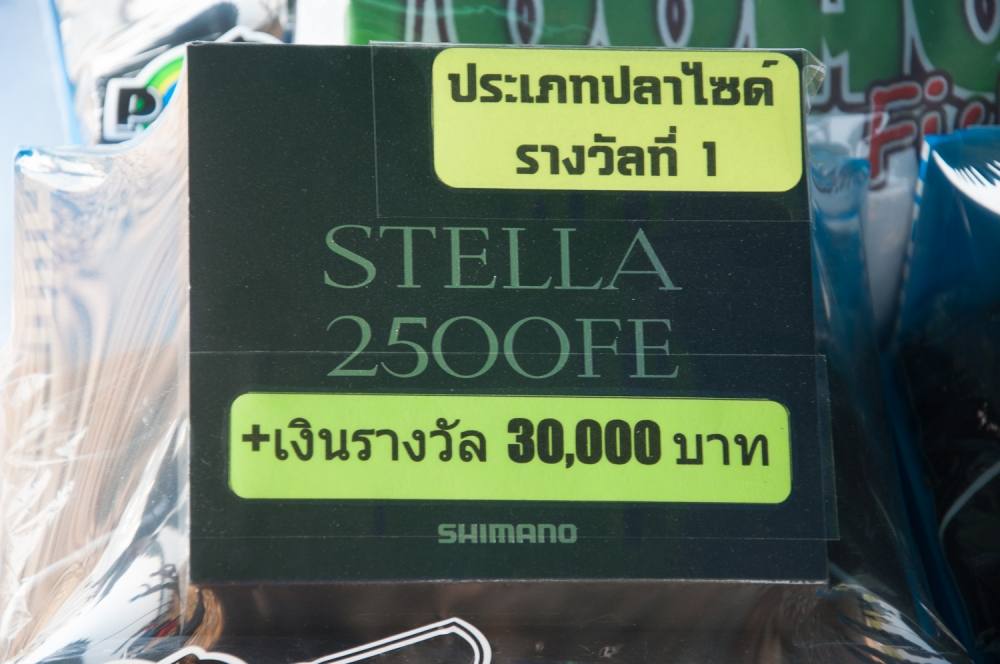 ประเภทปลาไซด์
รางวัลที่ 1
STELLA
2500FE
+เงินรางวัล 30,000 บาท
SHIMANO